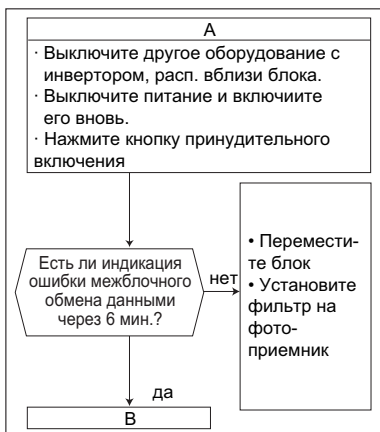 A
· Выключите другое оборудование с
инвертором, расп. вблизи блока.
· Выключите питание и включиите
его вновь.
· Нажмите кнопку принудительного
включения
Есть ли индикация
ошибки межблочного
обмена данными
через 6 мин.?
нет
• Перемести-
те блок
• Установите
фильтр на
фото-
приемник
да
B